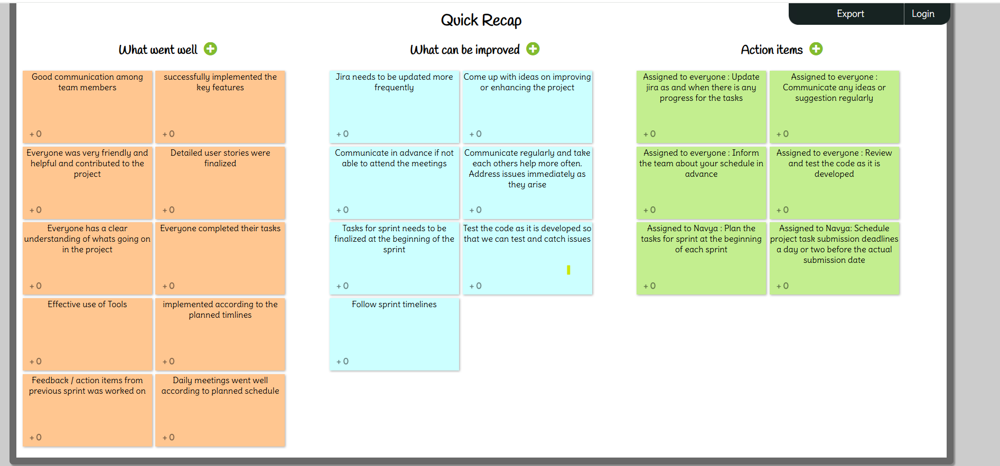 Export
Login
Quick Recap
What went well
What can be improved
Action items
Good communication among
team members
+ 0
successfully implemented the
key features
+ 0
Everyone was very friendly and
helpful and contributed to the
project
+ 0
Detailed user stories were
finalized
+ 0
Everyone has a clear
understanding of whats going on
in the project
+ 0
Everyone completed their tasks
+ 0
Effective use of Tools
+ 0
implemented according to the
planned timlines
+ 0
Feedback / action items from
previous sprint was worked on
+ 0
Daily meetings went well
according to planned schedule
+ 0
Jira needs to be updated more
frequently
+ 0
Come up with ideas on improving
or enhancing the project
+ 0
Communicate in advance if not
able to attend the meetings
+ 0
Communicate regularly and take
each others help more often.
Address issues immediately as
they arise
+ 0
Tasks for sprint needs to be
finalized at the beginning of the
sprint
+ 0
Test the code as it is developed so
that we can test and catch issues
+ 0
Follow sprint timelines
+ 0
Assigned to everyone : Update
jira as and when there is any
progress for the tasks
+ 0
Assigned to everyone :
Communicate any ideas or
suggestion regularly
+ 0
Assigned to everyone : Inform
the team about your schedule in
advance
+ 0
Assigned to everyone : Review
and test the code as it is
developed
+ 0
Assigned to Navya : Plan the
tasks for sprint at the beginning
of each sprint
+ 0
Assigned to Navya: Schedule
project task submission deadlines
a day or two before the actual
submission date
+ 0